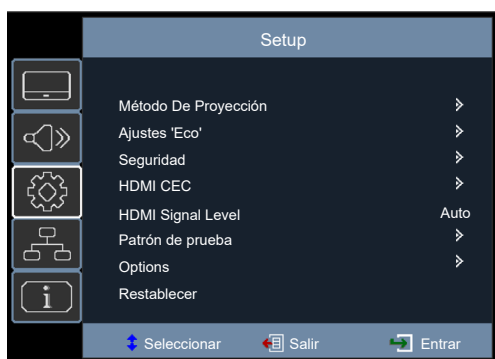 Setup
Método De Proyección
Ajustes 'Eco'
Seguridad
HDMI CEC
HDMI Signal Level Auto
Patrón de prueba
Options
Restablecer
i
Seleccionar Salir Entrar